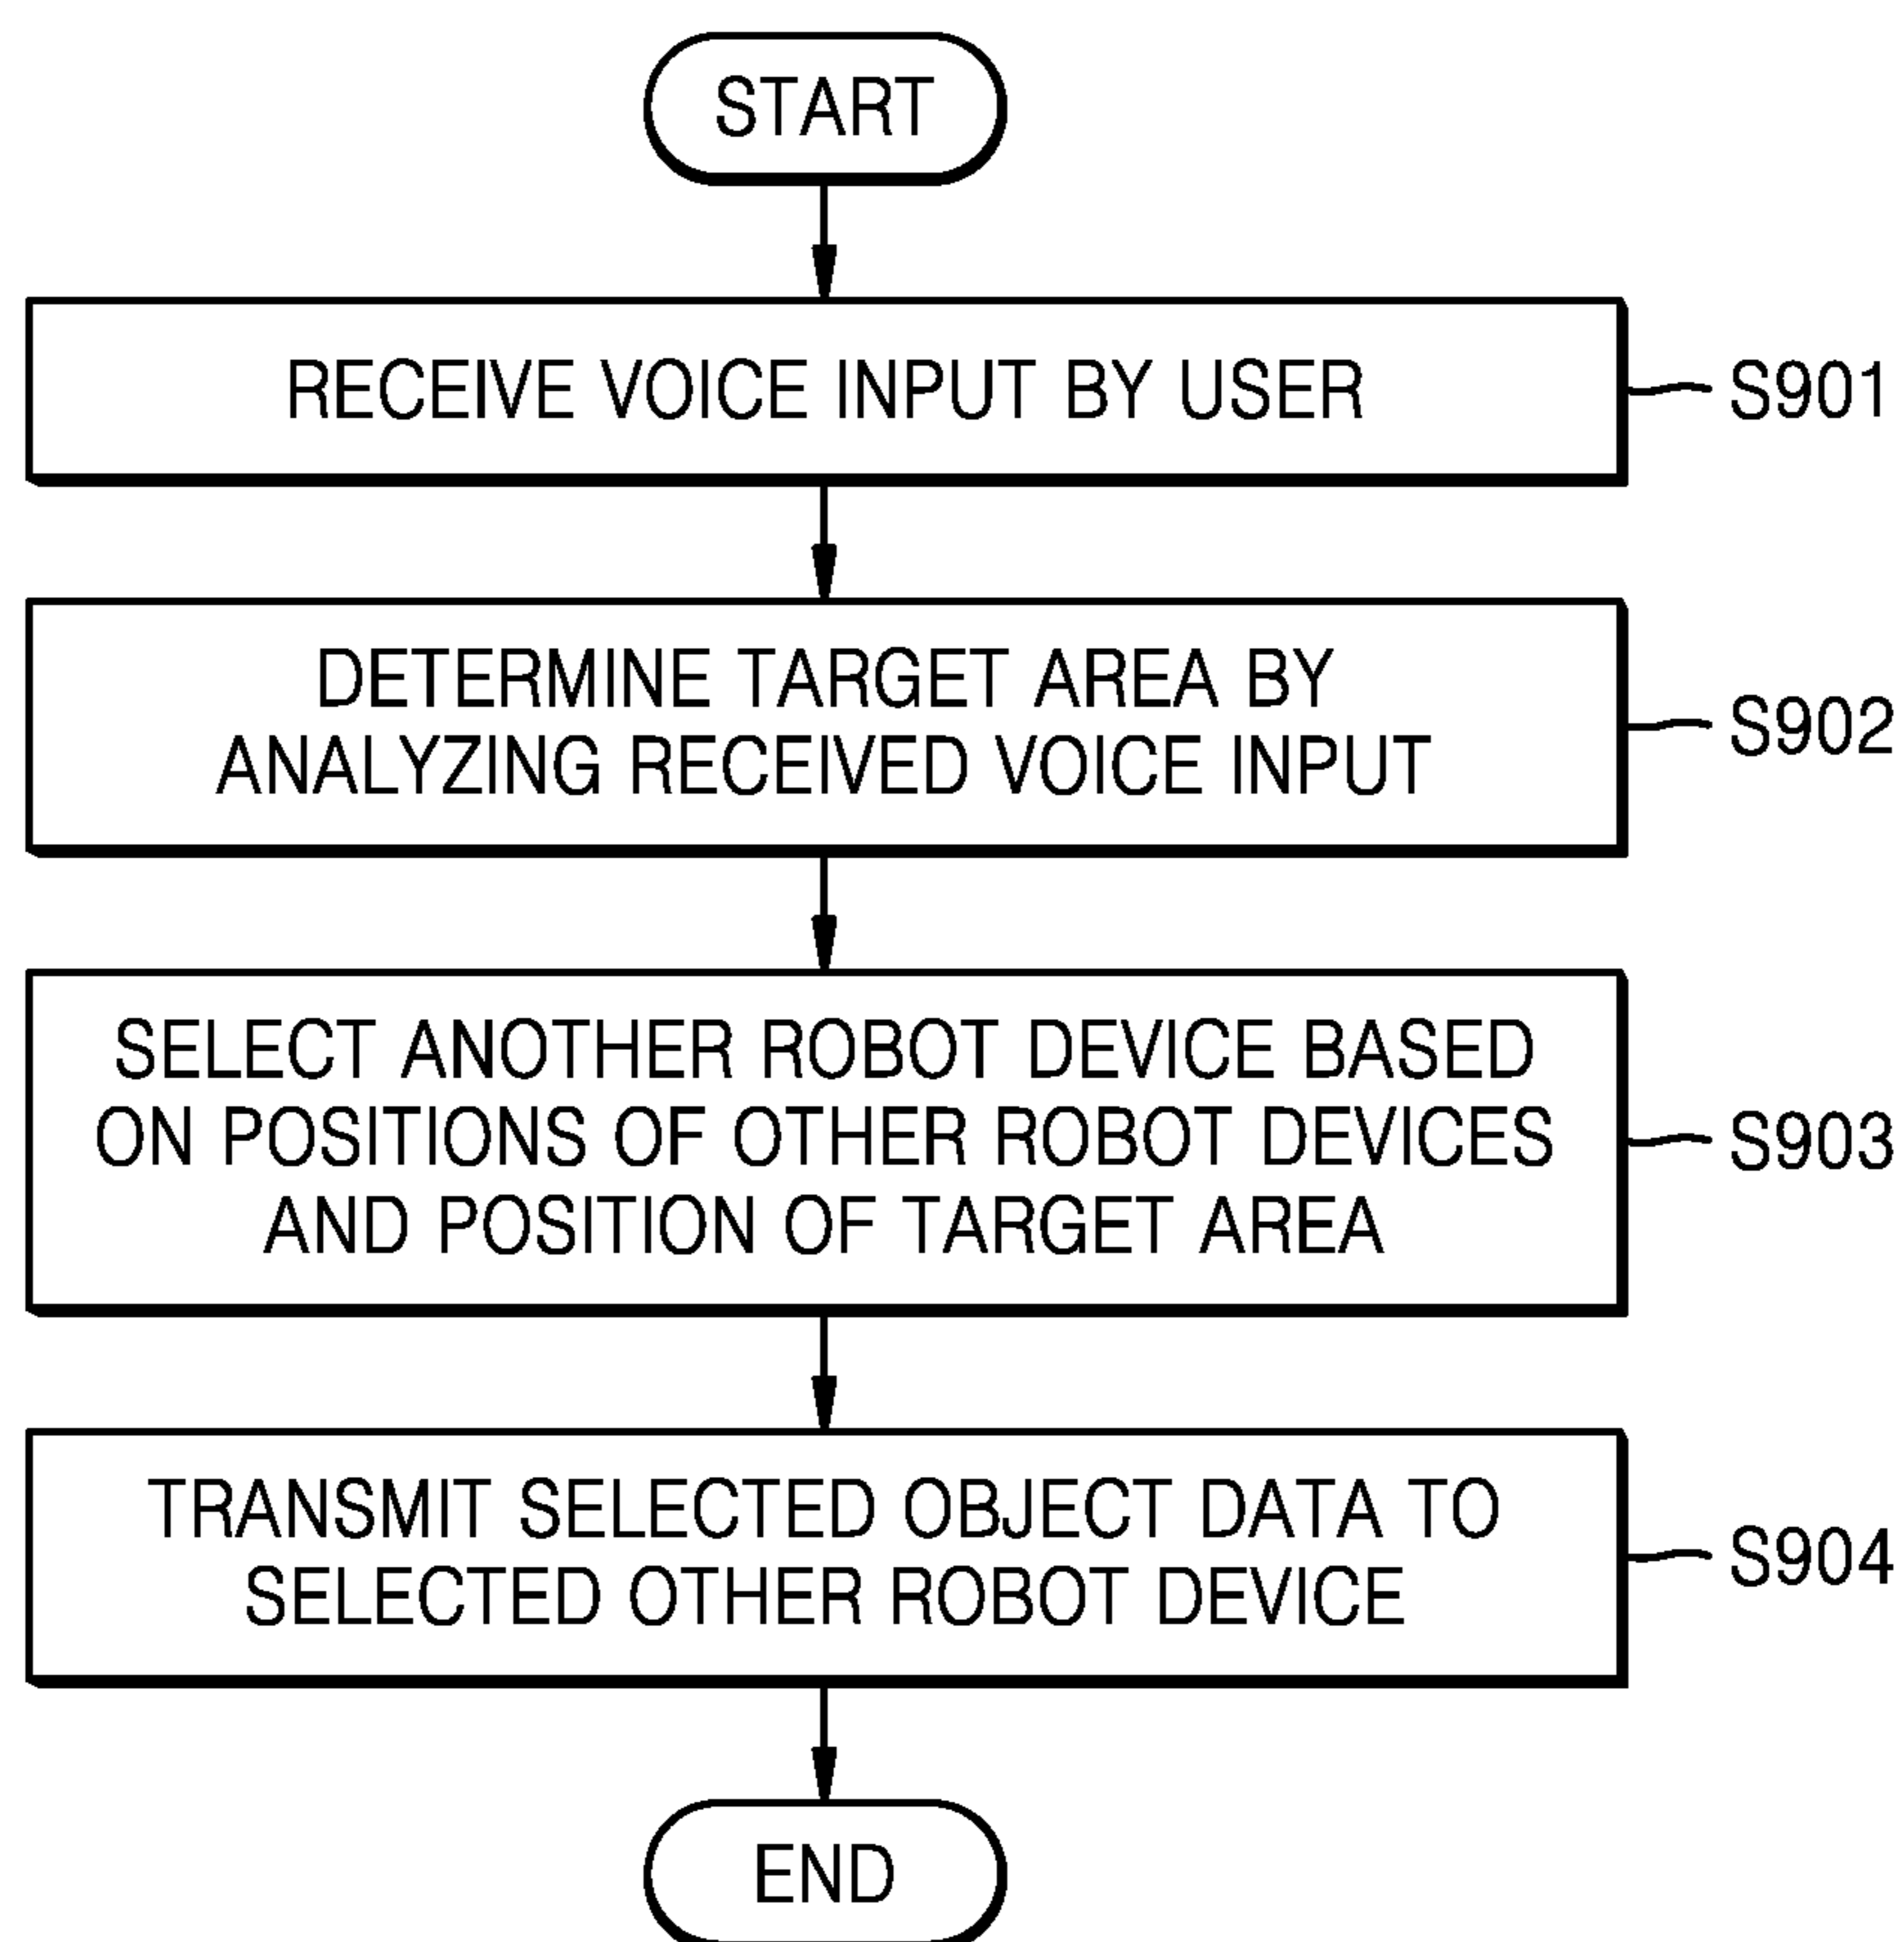 START
RECEIVE VOICE INPUT BY USER
S901
DETERMINE TARGET AREA BY
ANALYZING RECEIVED VOICE INPUT
S902
SELECT ANOTHER ROBOT DEVICE BASED
ON POSITIONS OF OTHER ROBOT DEVICES
AND POSITION OF TARGET AREA
S903
TRANSMIT SELECTED OBJECT DATA TO
SELECTED OTHER ROBOT DEVICE
S904
END